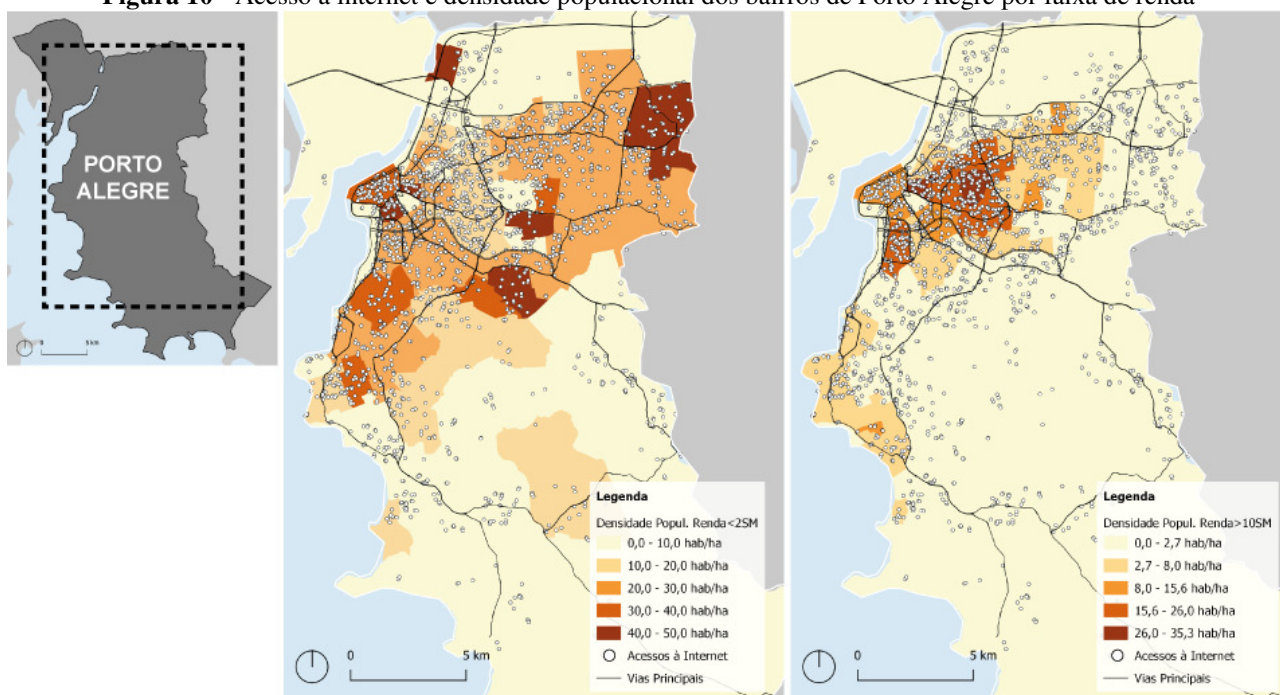 Figura 10 - Acesso à internet e densidade populacional dos bairros de Porto Alegre por faixa de renda
PORTO
ALEGRE
0 5 km
Legenda
Densidade Popul. Renda<2SM
0,0 - 10,0 hab/ha
10,0 - 20,0 hab/ha
20,0 - 30,0 hab/ha
30,0 - 40,0 hab/ha
40,0 - 50,0 hab/ha
Acessos à Internet
Vias Principais
0 5 km
Legenda
Densidade Popul. Renda>10SM
0,0 - 2,7 hab/ha
2,7 - 8,0 hab/ha
8,0 - 15,6 hab/ha
15,6 - 26,0 hab/ha
26,0 - 35,3 hab/ha
Acessos à Internet
Vias Principais
0 5 km